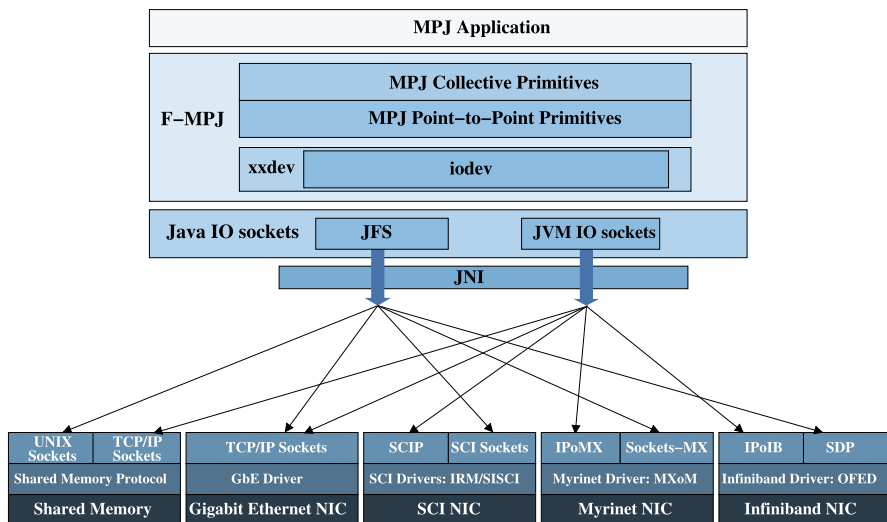 MPJ Application
F−MPJ
MPJ Collective Primitives
MPJ Point−to−Point Primitives
xxdev
iodev
Java IO sockets
JFS
JVM IO sockets
JNI
UNIX
Sockets
TCP/IP
Sockets
TCP/IP Sockets
SCIP
SCI Sockets
IPoMX
Sockets−MX
IPoIB
SDP
Shared Memory Protocol
GbE Driver
SCI Drivers: IRM/SISCI
Myrinet Driver: MXoM
Infiniband Driver: OFED
Shared Memory
Gigabit Ethernet NIC
SCI NIC
Myrinet NIC
Infiniband NIC